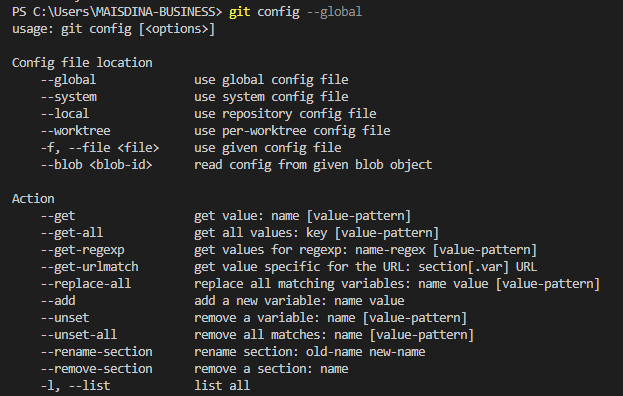 PS C:\Users\MAISDINA-BUSINESS> git config --global
usage: git config [<options>]
Config file location
--global use global config file
--system use system config file
--local use repository config file
--worktree use per-worktree config file
-f, --file <file> use given config file
--blob <blob-id> read config from given blob object
Action
--get get value: name [value-pattern]
--get-all get all values: key [value-pattern]
--get-regexp get values for regexp: name-regex [value-pattern]
--get-urlmatch get value specific for the URL: section[.var] URL
--replace-all replace all matching variables: name value [value-pattern]
--add add a new variable: name value
--unset remove a variable: name [value-pattern]
--unset-all remove all matches: name [value-pattern]
--rename-section rename section: old-name new-name
--remove-section remove a section: name
-l, --list list all